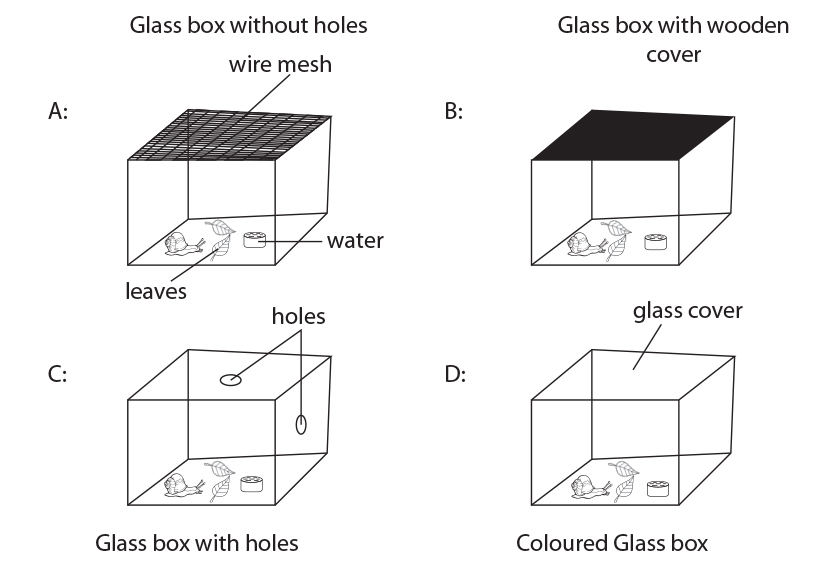 Glass box without holes
Glass box with wooden
cover
wire mesh
A:
B:
water
leaves
holes
glass cover
C:
D:
Glass box with holes
Coloured Glass box